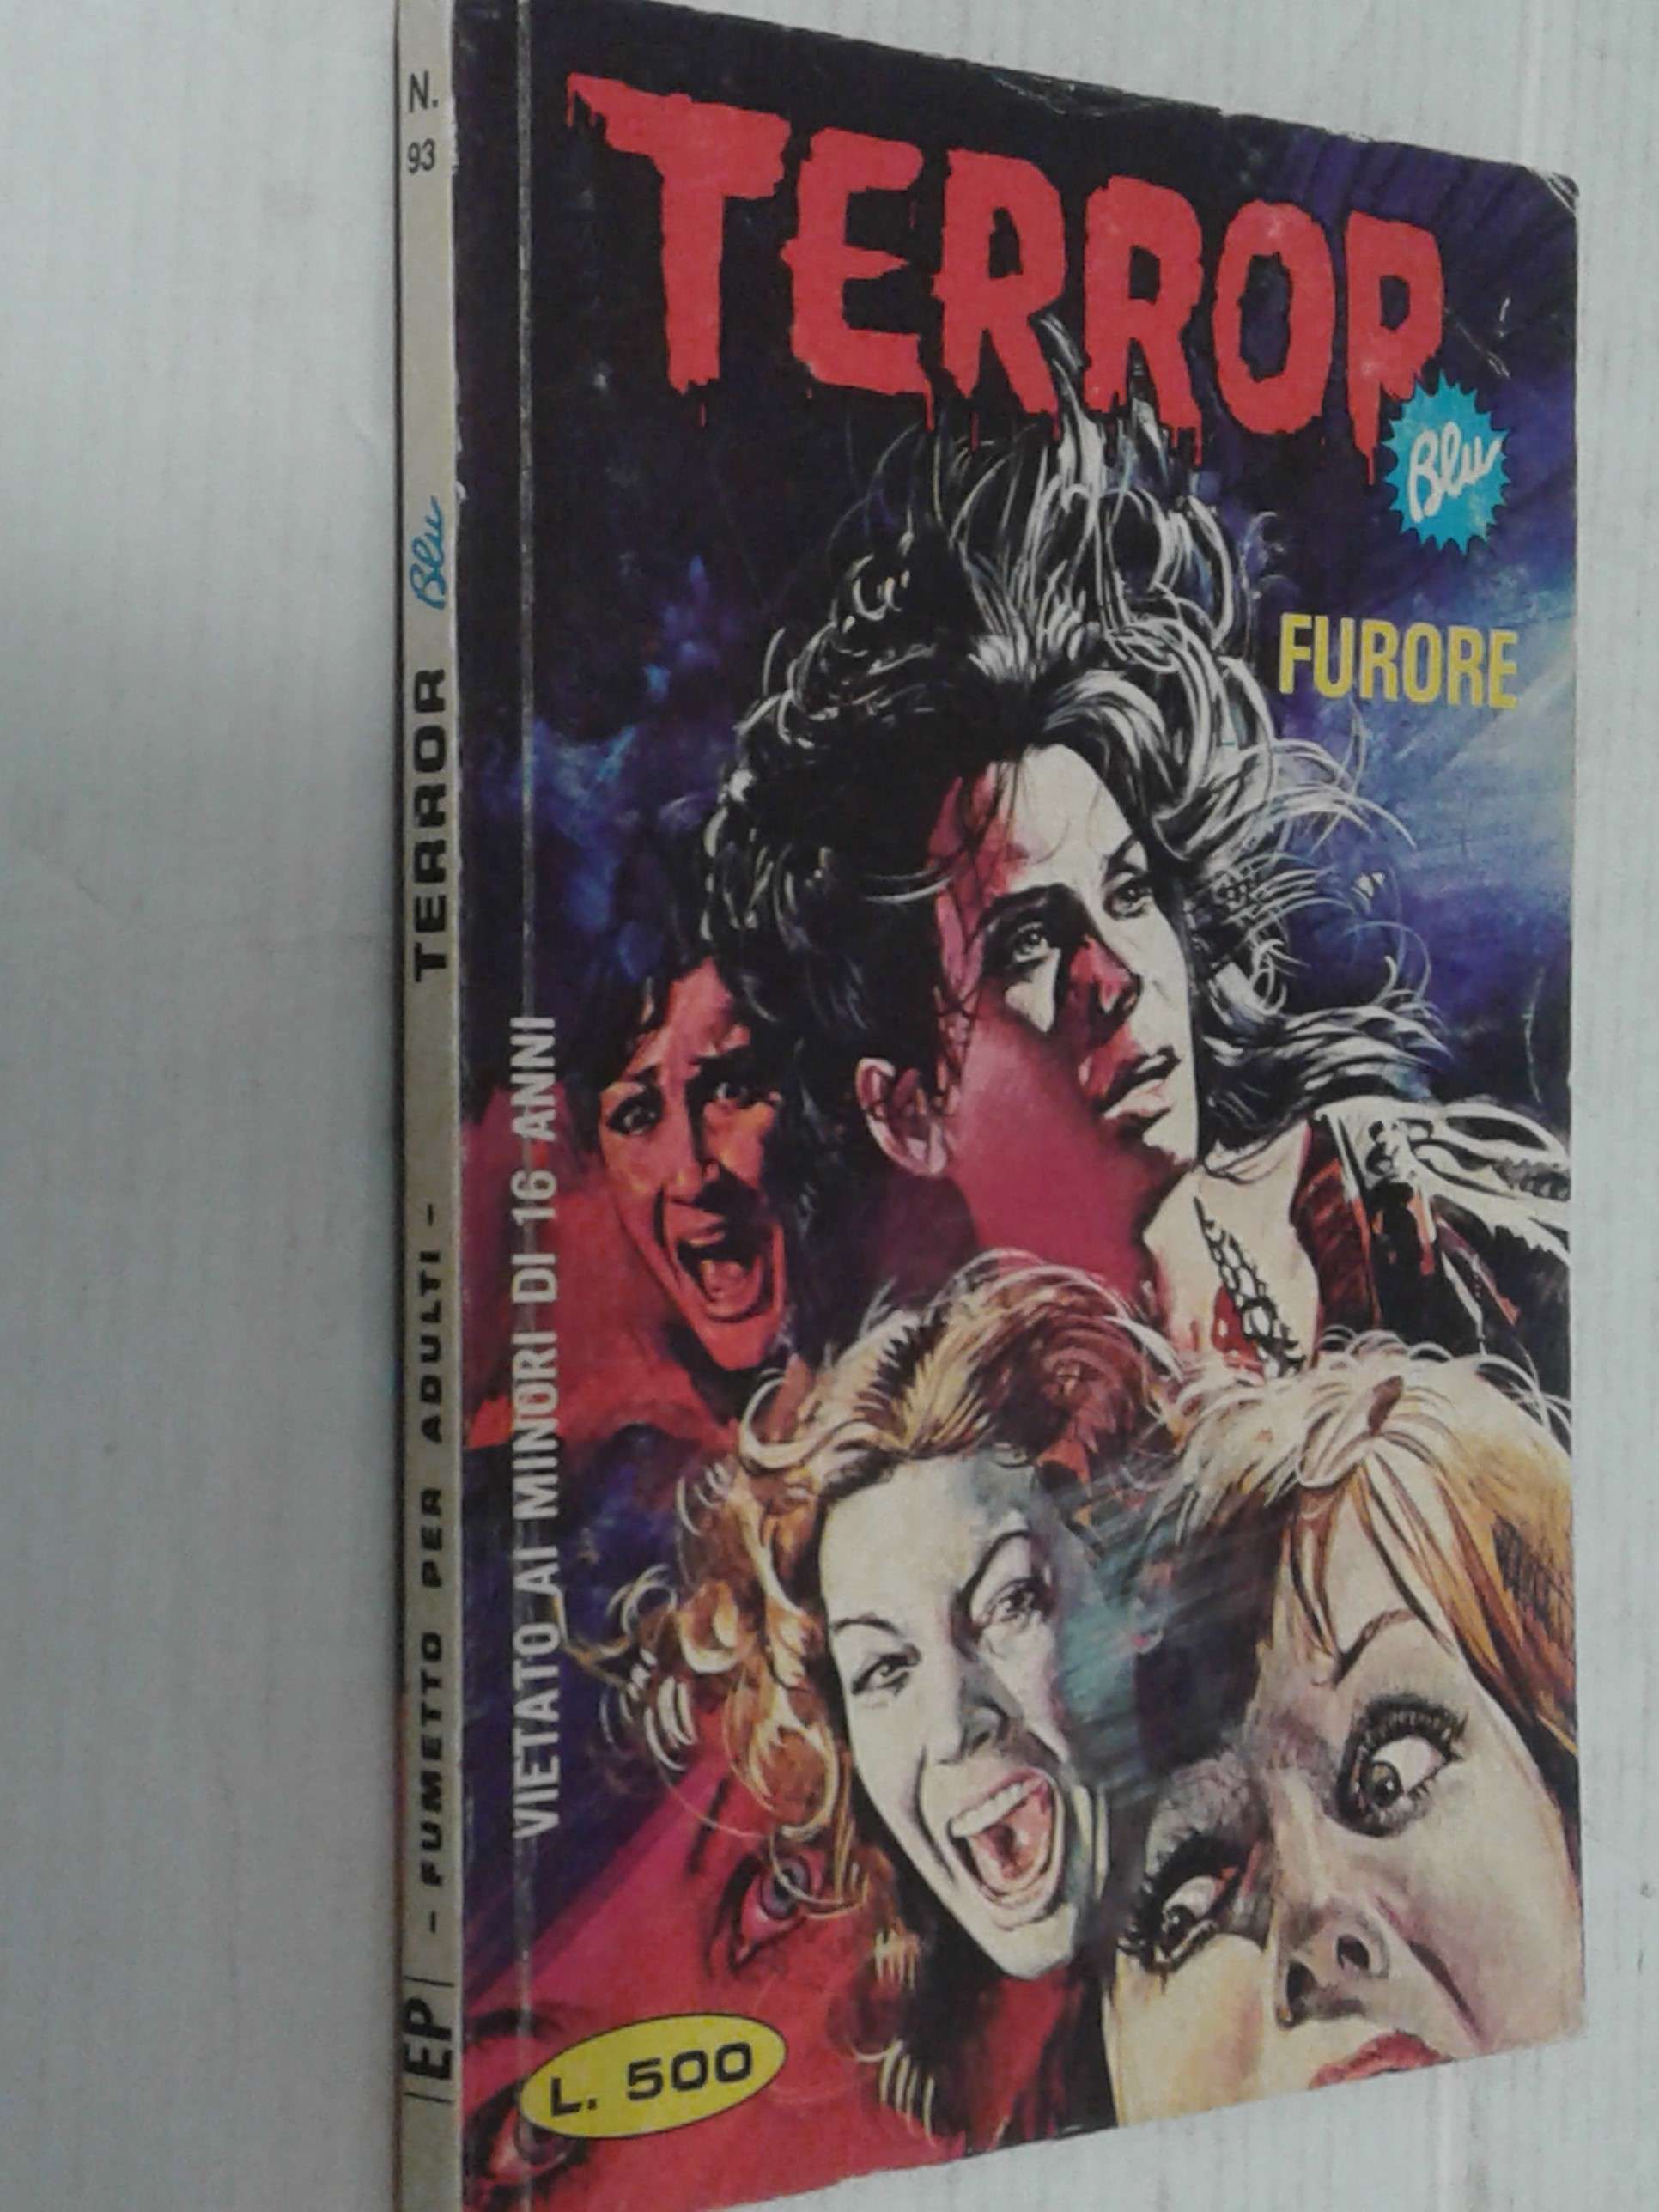 TERROR
Blu
FURORE
VIETATO AI MINORI DI 16 ANNI
L. 500
N.
93
TERROR Blu
- FUMETTO PER ADULTI -
EP